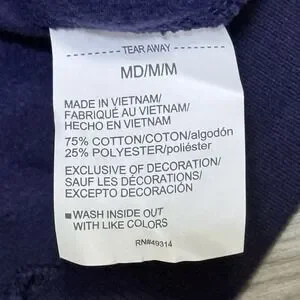 TEAR AWAY
MD/M/M
MADE IN VIETNAM/
FABRIQUÉ AU VIETNAM/
HECHO EN VIETNAM
75% COTTON/COTON/algodón
25% POLYESTER/poliéster
EXCLUSIVE OF DECORATION/
SAUF LES DÉCORATIONS/
EXCEPTO DECORACIÓN
WASH INSIDE OUT
WITH LIKE COLORS
RN#49314